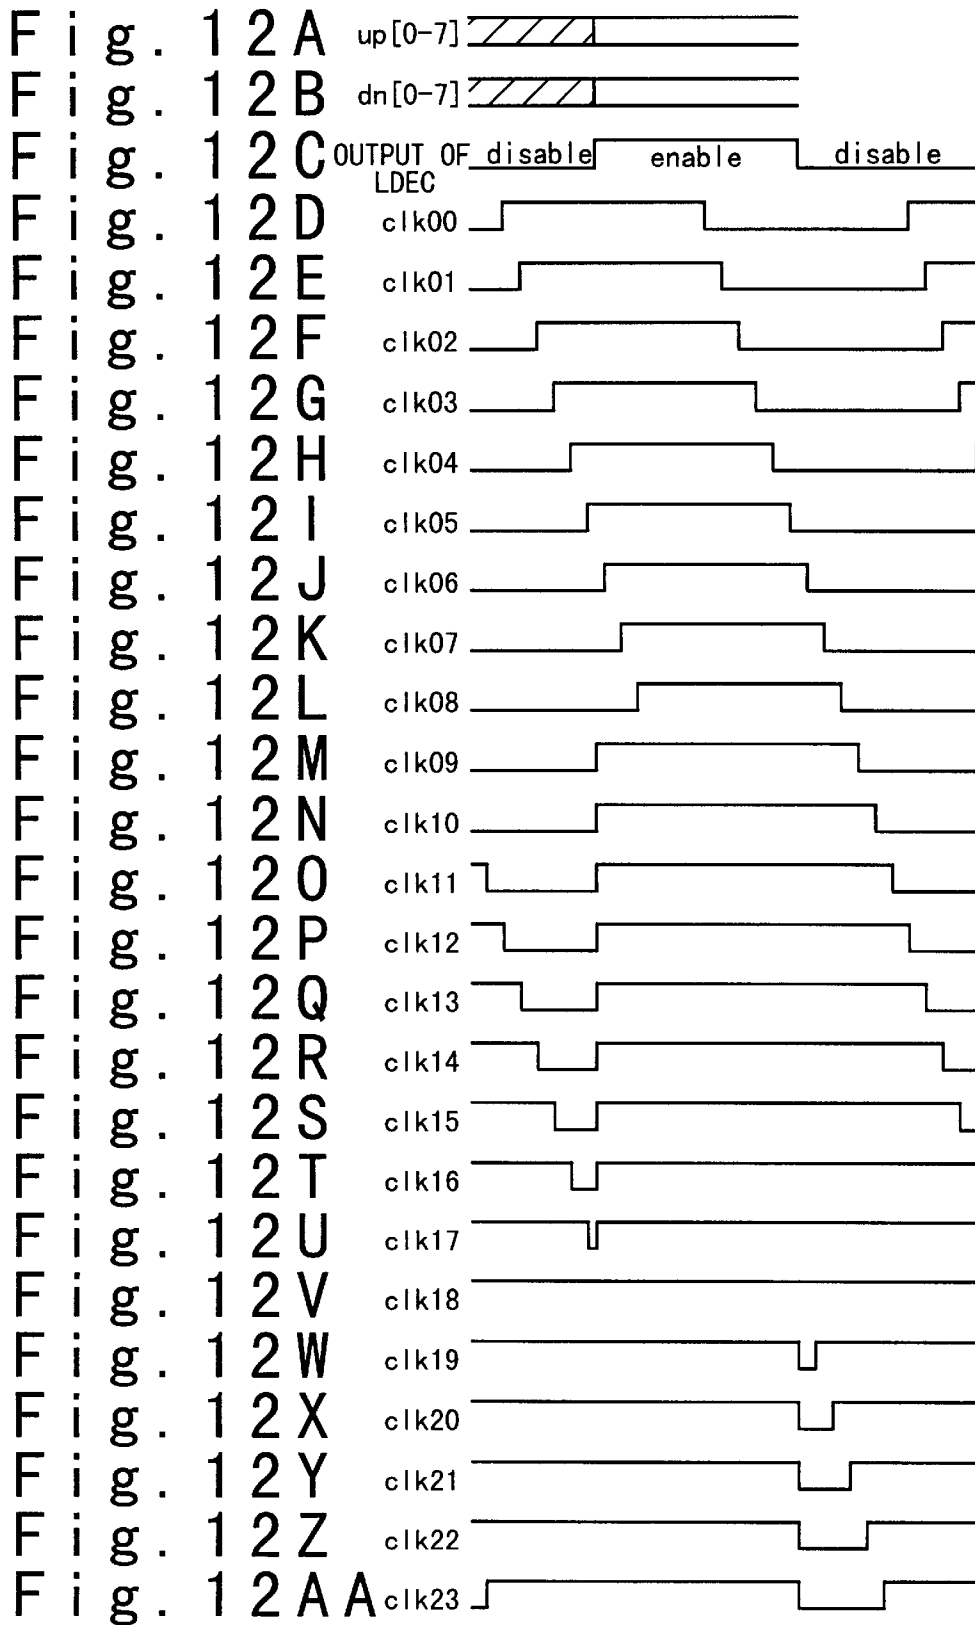 Fig.12A up[0-7]
Fig.12B dn[0-7]
Fig.12C OUTPUT OF LDEC disable enable disable
Fig.12D clk00
Fig.12E clk01
Fig.12F clk02
Fig.12G clk03
Fig.12H clk04
Fig.12I clk05
Fig.12J clk06
Fig.12K clk07
Fig.12L clk08
Fig.12M clk09
Fig.12N clk10
Fig.12O clk11
Fig.12P clk12
Fig.12Q clk13
Fig.12R clk14
Fig.12S clk15
Fig.12T clk16
Fig.12U clk17
Fig.12V clk18
Fig.12W clk19
Fig.12X clk20
Fig.12Y clk21
Fig.12Z clk22
Fig.12AA clk23